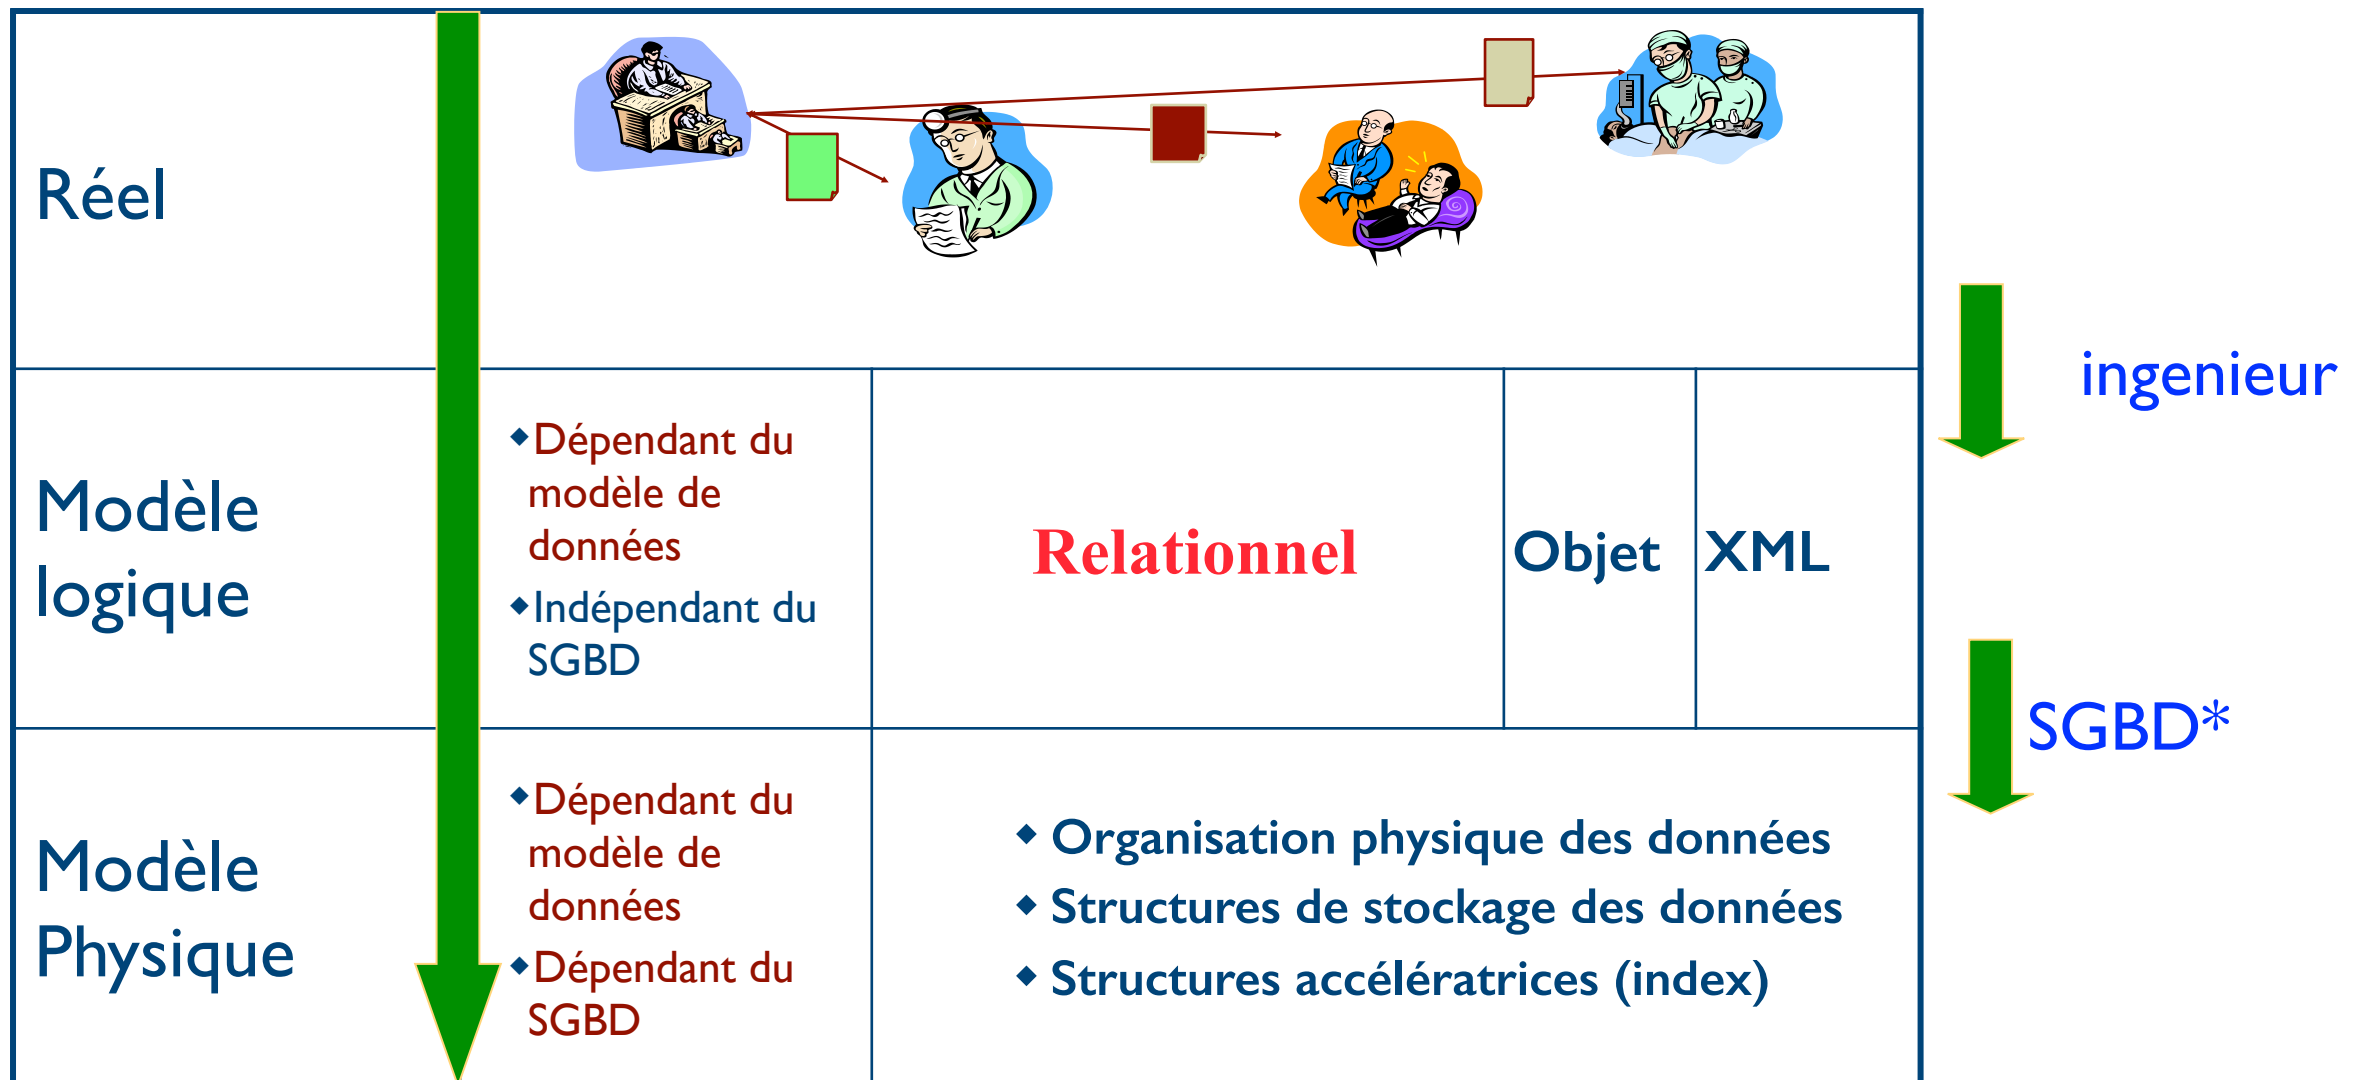 Réel
ingenieur
Modèle
logique
◆Dépendant du
modèle de
données
◆Indépendant du
SGBD
Relationnel
Objet
XML
SGBD*
Modèle
Physique
◆Dépendant du
modèle de
données
◆Dépendant du
SGBD
◆ Organisation physique des données
◆ Structures de stockage des données
◆ Structures accélératrices (index)